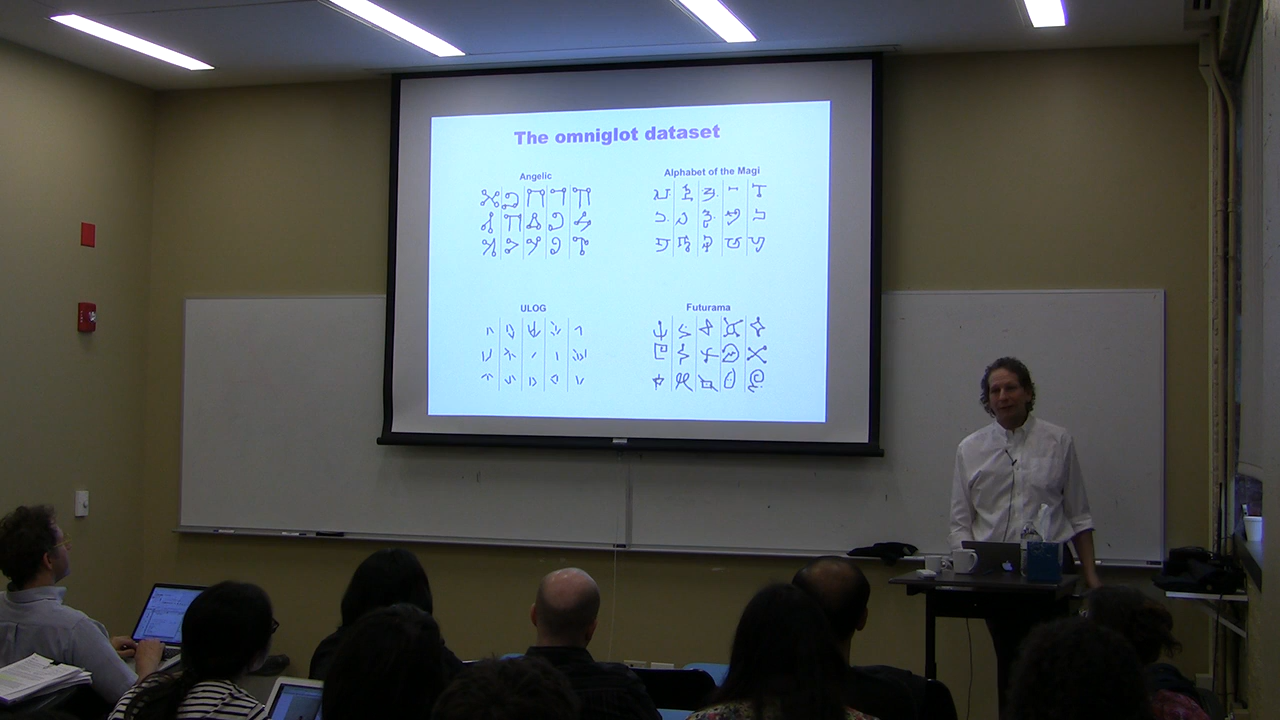 The omniglot dataset
Angelic
Alphabet of the Magi
ULOG
Futurama